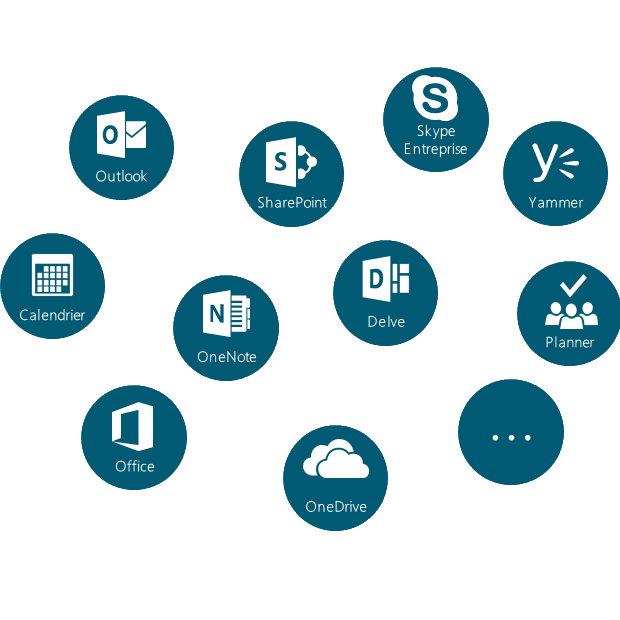 Skype
Entreprise
Outlook
SharePoint
Yammer
Calendrier
OneNote
Delve
Planner
Office
...
OneDrive